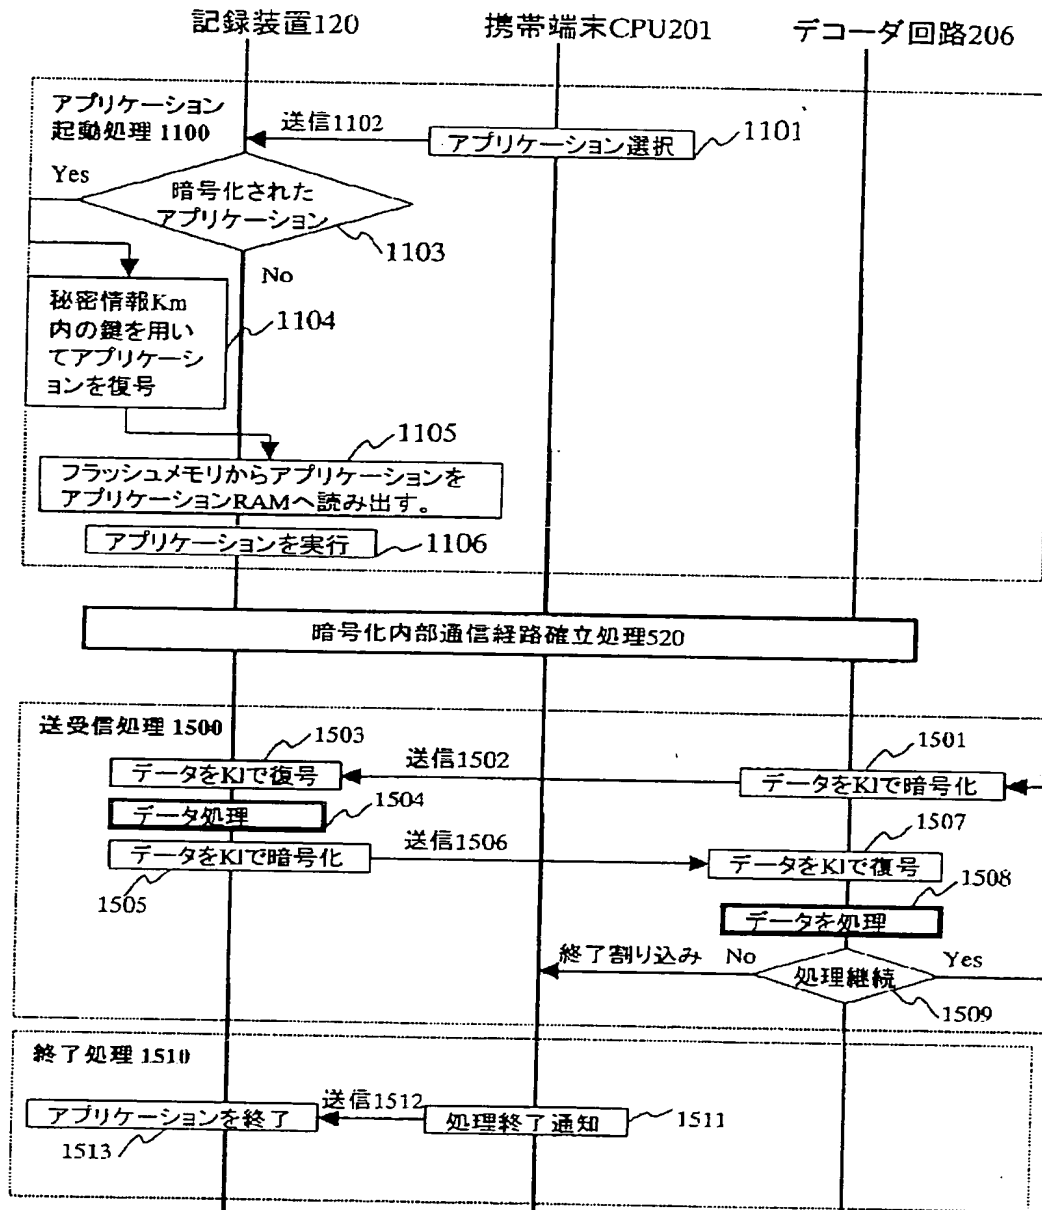 記録装置120
携帯端末CPU201
デコーダ回路206
アプリケーション
起動処理 1100
送信1102
アプリケーション選択
1101
Yes
暗号化された
アプリケーション
1103
No
秘密情報Km
内の鍵を用い
てアプリケーシ
ョンを復号
1104
1105
フラッシュメモリからアプリケーションを
アプリケーションRAMへ読み出す。
アプリケーションを実行
1106
暗号化内部通信経路確立処理520
送受信処理 1500
1503
送信1502
1501
データをKlで復号
データをKlで暗号化
1504
データ処理
1507
送信1506
データをKlで暗号化
データをKlで復号
1505
1508
データを処理
終了割り込み
No
Yes
処理継続
1509
終了処理 1510
送信1512
アプリケーションを終了
処理終了通知
1511
1513